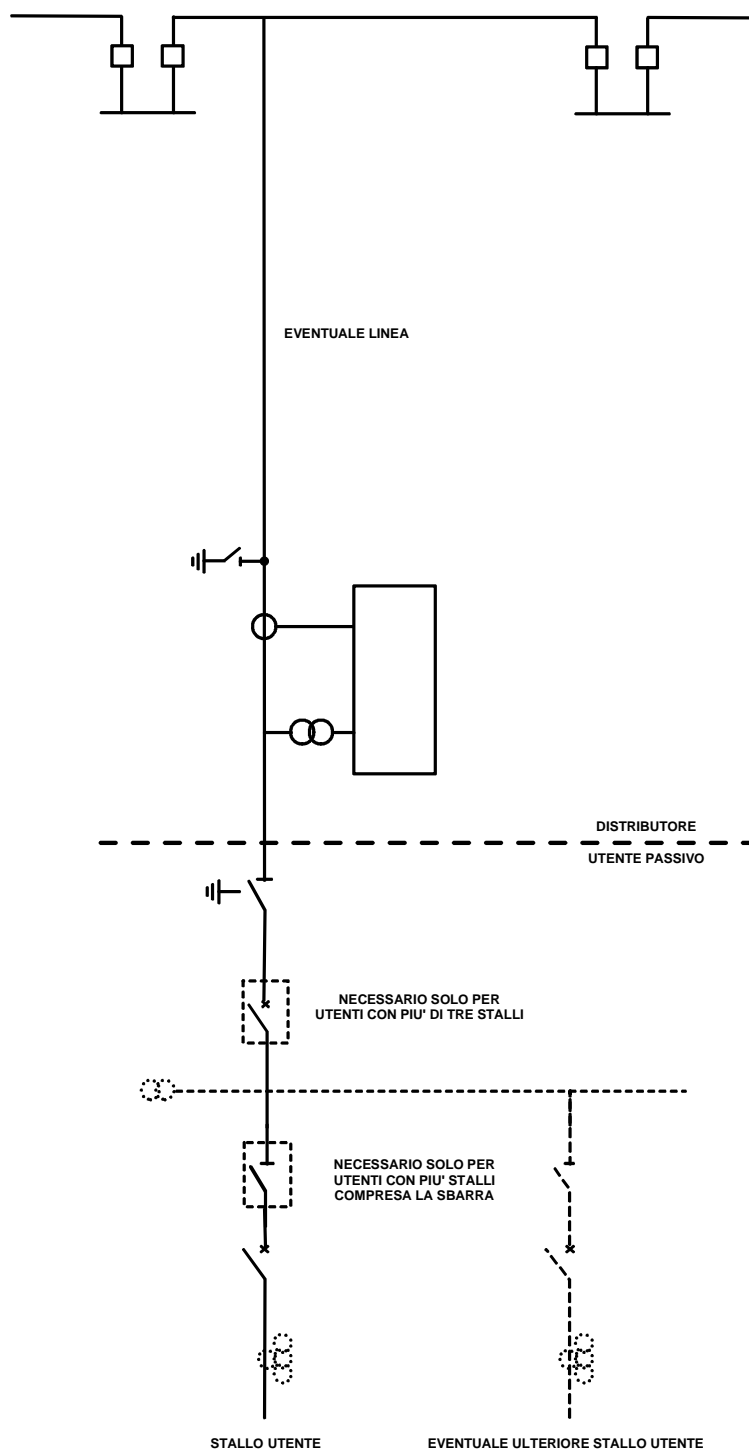 EVENTUALE LINEA
DISTRIBUTORE
UTENTE PASSIVO
NECESSARIO SOLO PER
UTENTI CON PIU' DI TRE STALLI
NECESSARIO SOLO PER
UTENTI CON PIU' STALLI
COMPRESA LA SBARRA
STALLO UTENTE
EVENTUALE ULTERIORE STALLO UTENTE